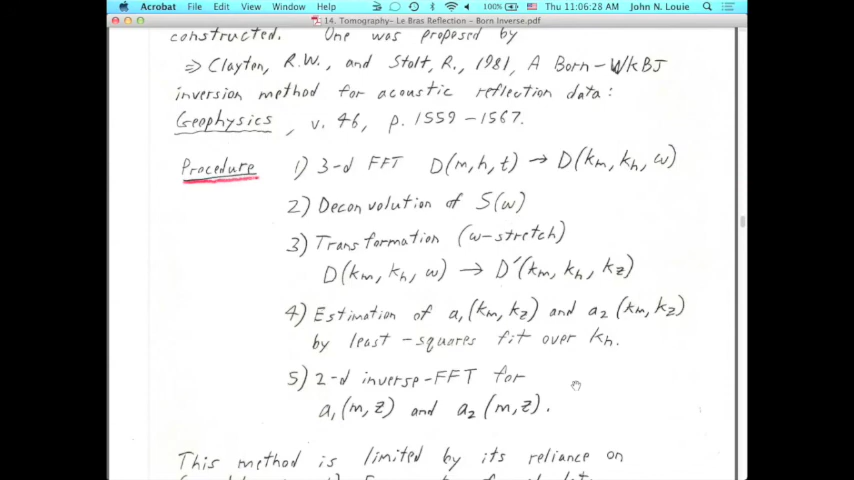 Acrobat File Edit View Window Help 100% Thu 11:06:28 AM John N. Louie
14. Tomography– Le Bras Reflection - Born Inverse.pdf
constructed. One was proposed by
⇒ Clayten, R.W., and Stolt, R., 1981, A Born-WKBJ
inversion method for acoustic reflection data:
Geophysics, v. 46, p. 1559-1567.
Procedure 1) 3-d FFT D(m,h,t) → D(km, kh, ω)
2) Deconvolution of S(ω)
3) Transformation (ω-stretch)
D(km, kh, ω) → D′(km, kh, kz)
4) Estimation of a1(km, kz) and a2(km, kz)
by least-squares fit over kh.
5) 2-d inverse-FFT for
a1(m,z) and a2(m,z).
This method is limited by its reliance on